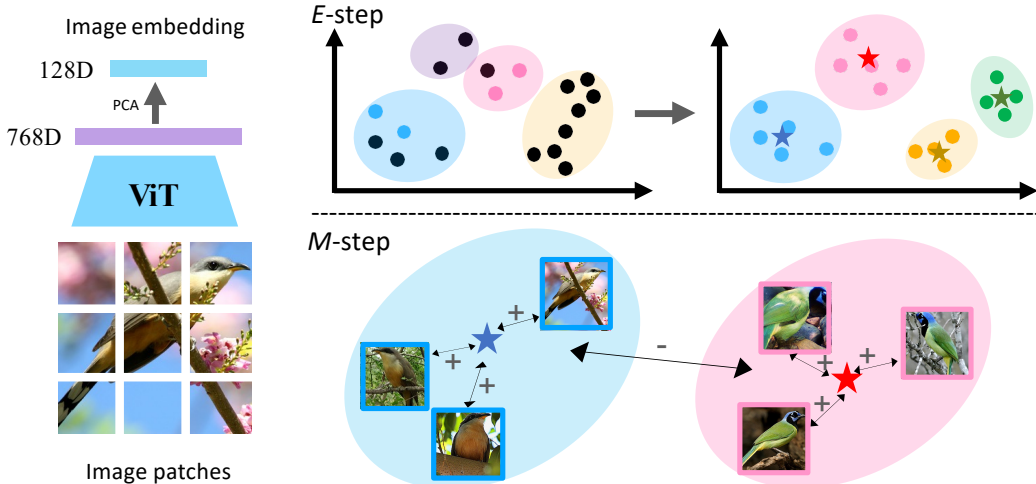 Image embedding
128D
PCA
768D
ViT
Image patches
E-step
M-step
+
+
+
-
+
+
+